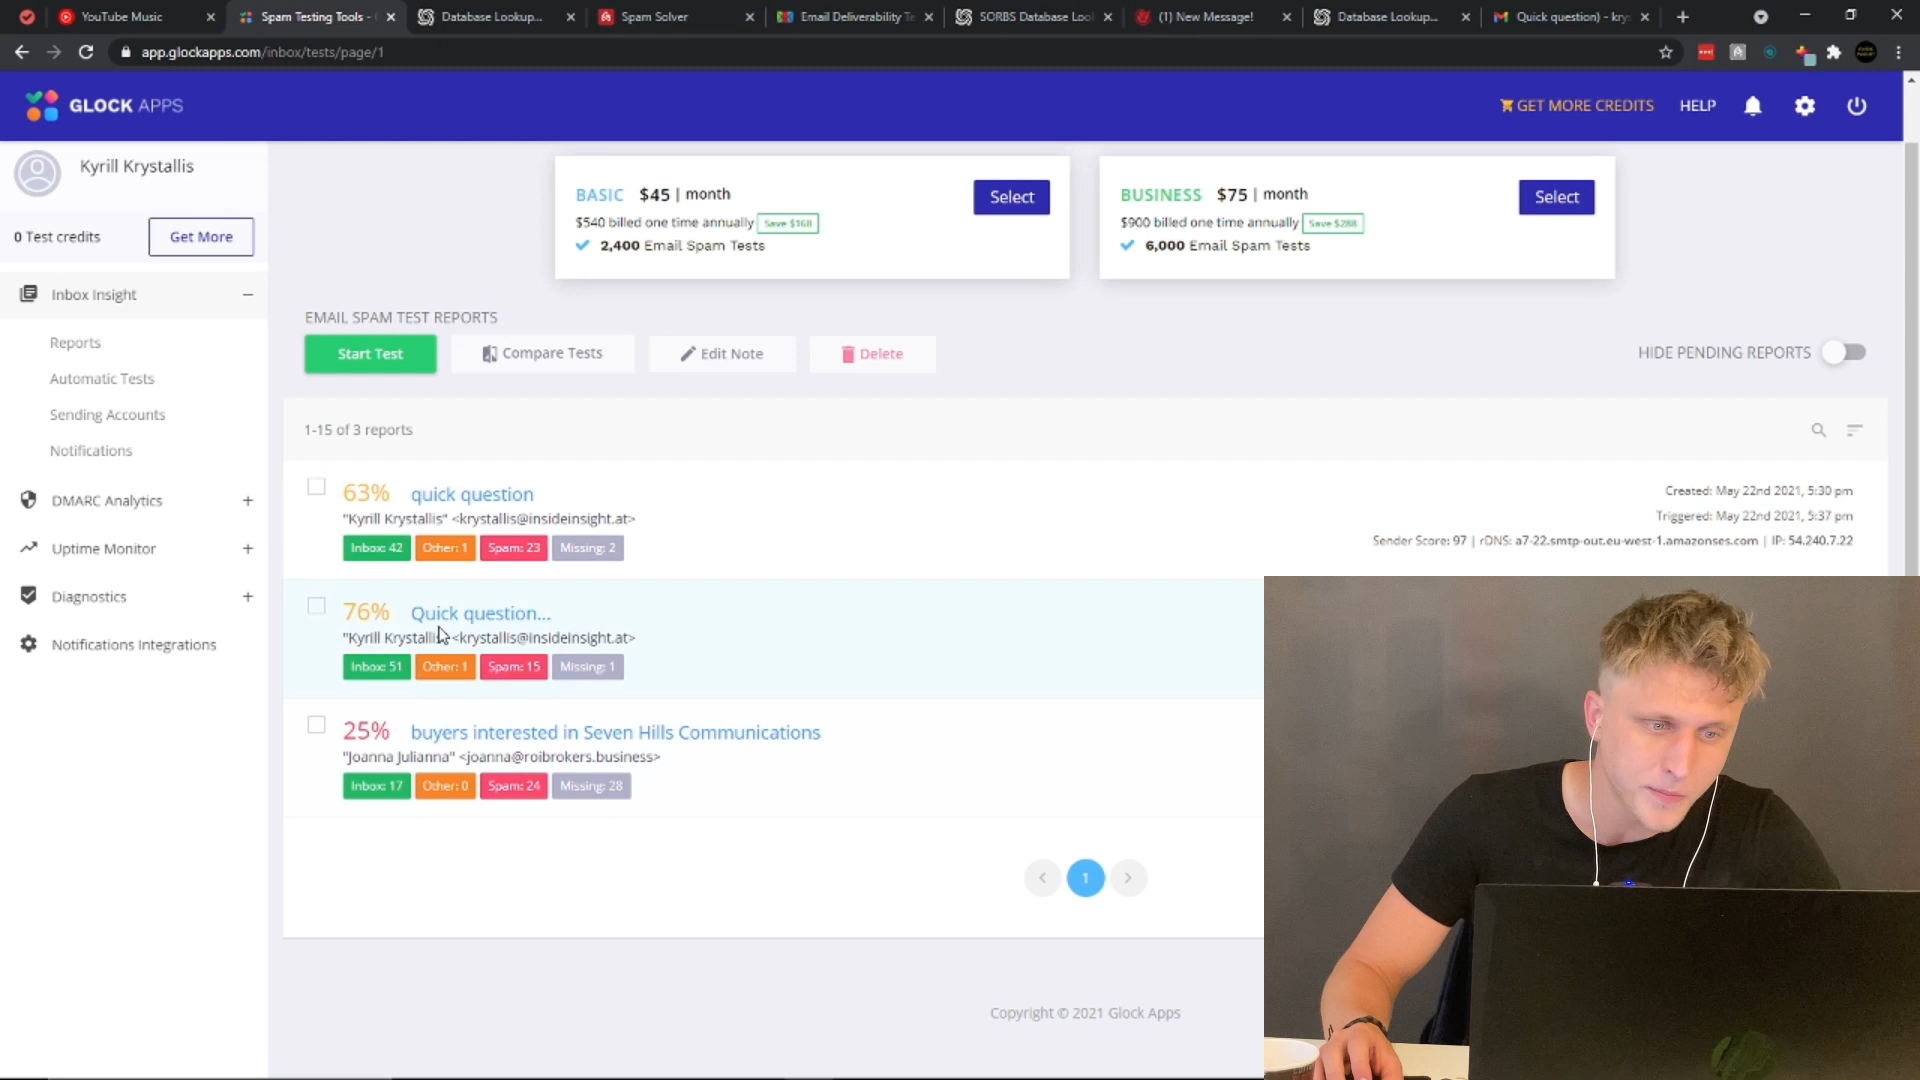 YouTube Music
Spam Testing Tools -
Database Lookup...
Spam Solver
Email Deliverability Te
SORBS Database Loo
(1) New Message!
Database Lookup...
Quick question) - kry
app.glockapps.com/inbox/tests/page/1
GLOCK APPS
GET MORE CREDITS
HELP
Kyrill Krystallis
0 Test credits
Get More
Inbox Insight
Reports
Automatic Tests
Sending Accounts
Notifications
DMARC Analytics
Uptime Monitor
Diagnostics
Notifications Integrations
BASIC $45 | month
Select
$540 billed one time annually Save $168
2,400 Email Spam Tests
BUSINESS $75 | month
Select
$900 billed one time annually Save $288
6,000 Email Spam Tests
EMAIL SPAM TEST REPORTS
Start Test
Compare Tests
Edit Note
Delete
HIDE PENDING REPORTS
1-15 of 3 reports
63% quick question
"Kyrill Krystallis" <krystallis@insideinsight.at>
Inbox: 42 Other: 1 Spam: 23 Missing: 2
Created: May 22nd 2021, 5:30 pm
Triggered: May 22nd 2021, 5:37 pm
Sender Score: 97 | rDNS: a7-22.smtp-out.eu-west-1.amazonses.com | IP: 54.240.7.22
76% Quick question...
"Kyrill Krystallis" <krystallis@insideinsight.at>
Inbox: 51 Other: 1 Spam: 15 Missing: 1
25% buyers interested in Seven Hills Communications
"Joanna Julianna" <joanna@roibrokers.business>
Inbox: 17 Other: 0 Spam: 24 Missing: 28
1
Copyright © 2021 Glock Apps